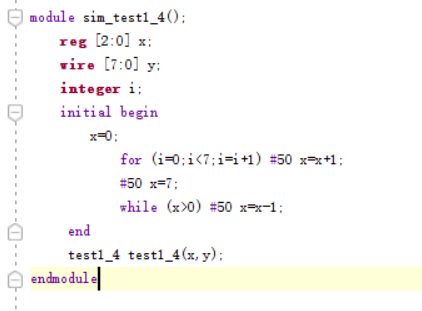 module sim_test1_4();
reg [2:0] x;
wire [7:0] y;
integer i;
initial begin
x=0;
for (i=0;i<7;i=i+1) #50 x=x+1;
#50 x=7;
while (x>0) #50 x=x-1;
end
test1_4 test1_4(x,y);
endmodule